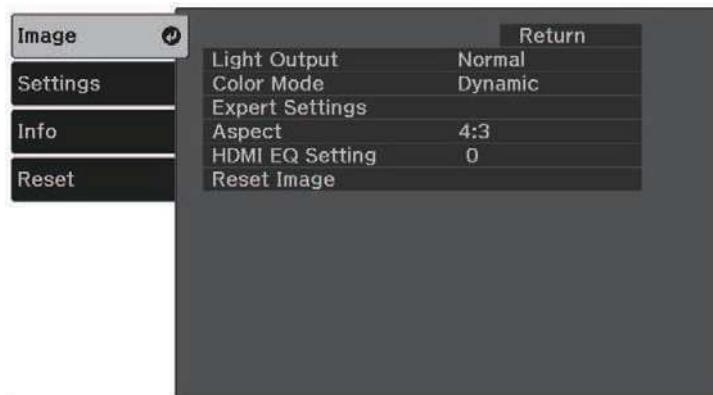 Image
Settings
Info
Reset
Return
Light Output Normal
Color Mode Dynamic
Expert Settings
Aspect 4:3
HDMI EQ Setting 0
Reset Image